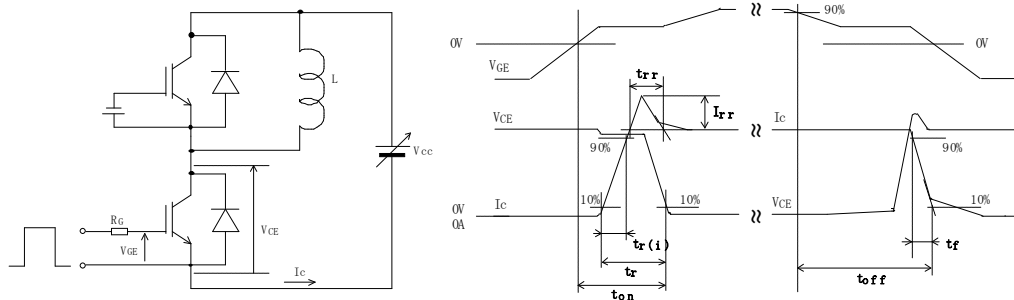 L
Vcc
RG
VGE
VCE
Ic
0V
VGE
90%
0V
trr
Irr
VCE
Ic
90%
90%
Ic
10%
10%
VCE
10%
0V
0A
tr(i)
tr
ton
tf
toff